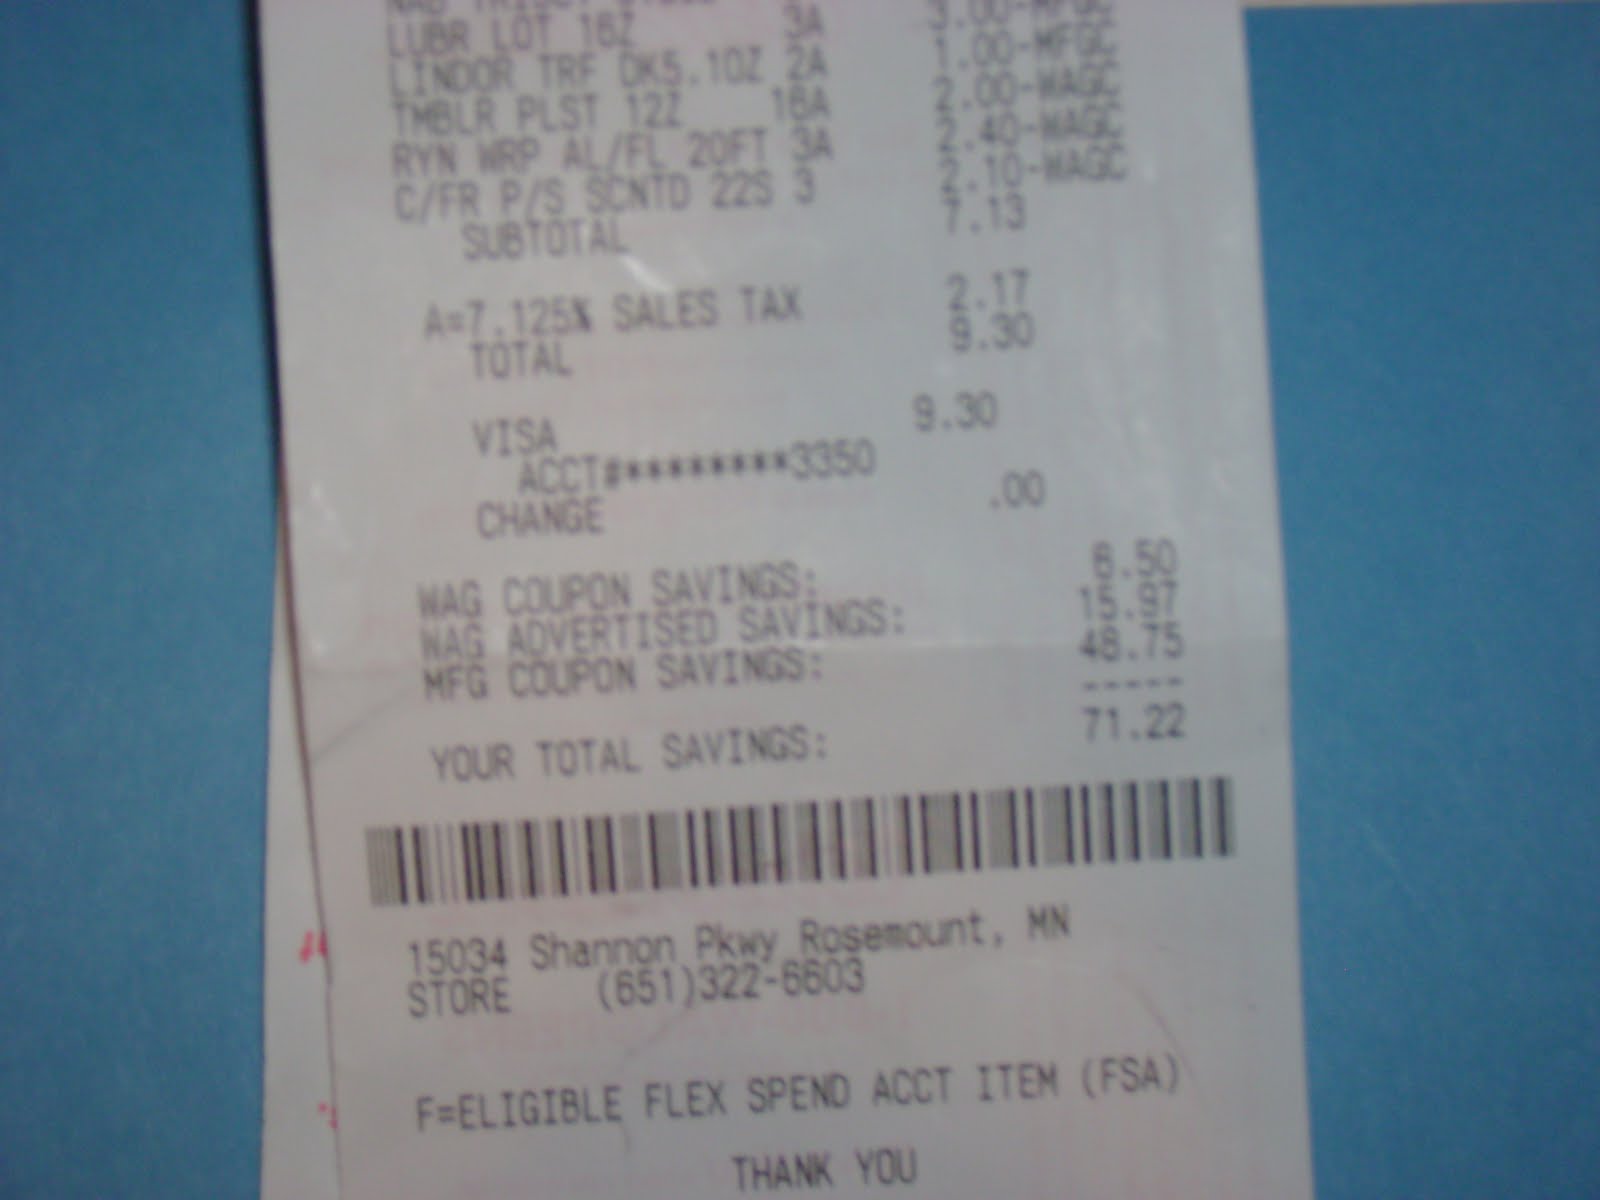 LUBR LOT 16Z 3A 1.00-MFGC
LINDOR TRF DK5.10Z 2A 2.00-WAGC
TMBLR PLST 12Z 16A 2.40-WAGC
RYN WRP AL/FL 20FT 3A 2.10-WAGC
C/FR P/S SCNTD 22S 3
SUBTOTAL 7.13
A=7.125% SALES TAX 2.17
TOTAL 9.30
VISA 9.30
ACCT#*********3350
CHANGE .00
WAG COUPON SAVINGS: 6.50
WAG ADVERTISED SAVINGS: 15.97
MFG COUPON SAVINGS: 48.75
-----
YOUR TOTAL SAVINGS: 71.22
15034 Shannon Pkwy Rosemount, MN
STORE (651)322-6603
F=ELIGIBLE FLEX SPEND ACCT ITEM (FSA)
THANK YOU